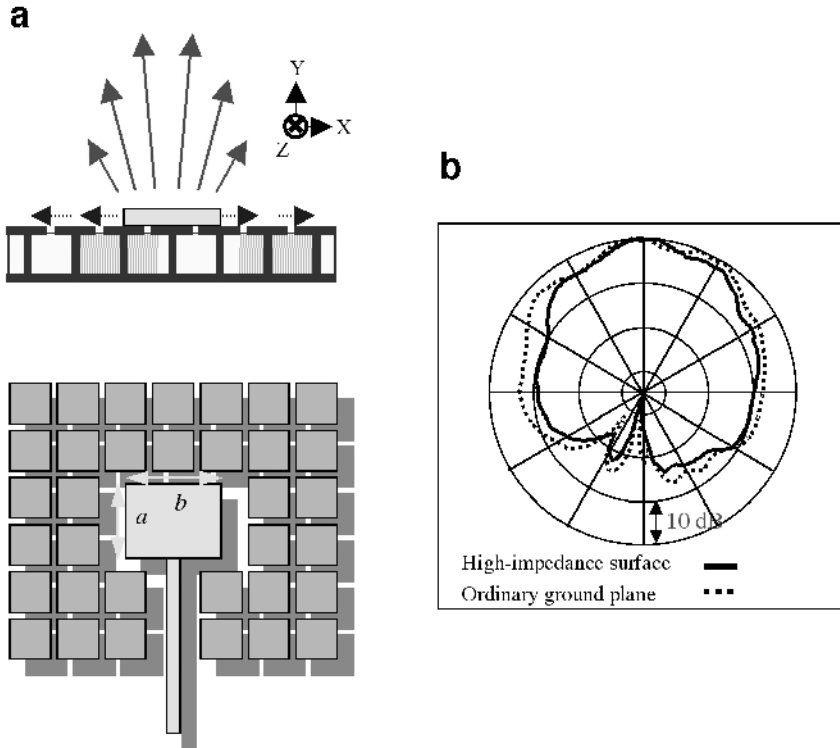 a
Y
X
Z
a
b
b
10 dB
High-impedance surface
Ordinary ground plane